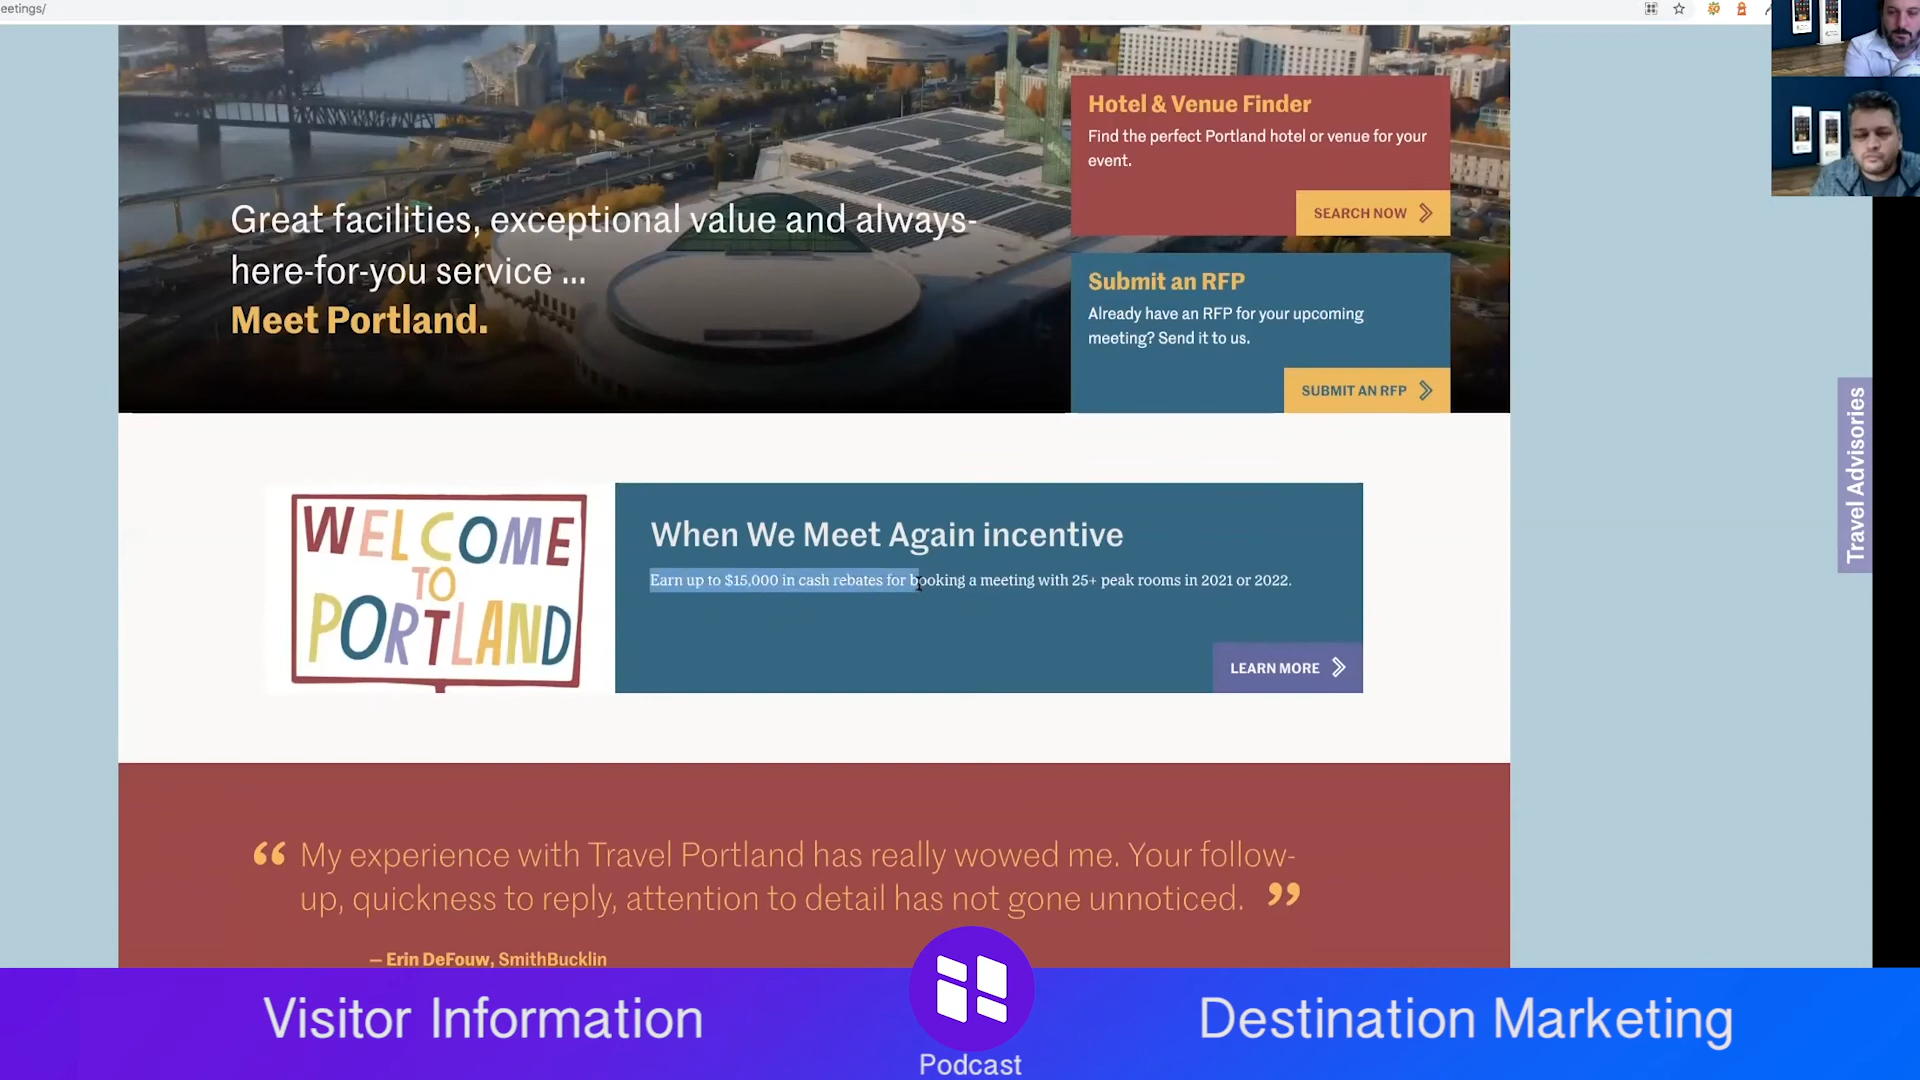 eetings/
Hotel & Venue Finder
Find the perfect Portland hotel or venue for your
event.
SEARCH NOW
Great facilities, exceptional value and always-
here-for-you service ...
Meet Portland.
Submit an RFP
Already have an RFP for your upcoming
meeting? Send it to us.
SUBMIT AN RFP
Travel Advisories
WELCOME
TO
PORTLAND
When We Meet Again incentive
Earn up to $15,000 in cash rebates for booking a meeting with 25+ peak rooms in 2021 or 2022.
LEARN MORE
“ My experience with Travel Portland has really wowed me. Your follow-
up, quickness to reply, attention to detail has not gone unnoticed. ”
— Erin DeFouw, SmithBucklin
Visitor Information
Podcast
Destination Marketing